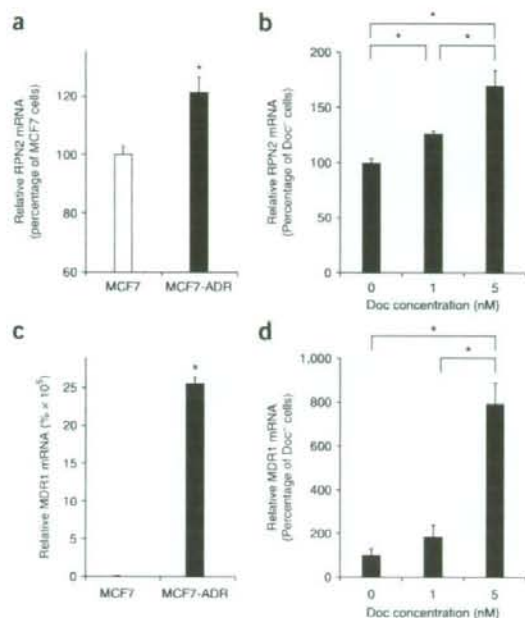 a
Relative RPN2 mRNA
(percentage of MCF7 cells)
120
100
80
60
*
MCF7 MCF7-ADR
b
Relative RPN2 mRNA
(Percentage of Doc⁻ cells)
200
150
100
50
0
*
* *
0 1 5
Doc concentration (nM)
c
Relative MDR1 mRNA (% × 10⁵)
25
20
15
10
5
0
*
MCF7 MCF7-ADR
d
Relative MDR1 mRNA
(Percentage of Doc⁻ cells)
1,000
800
600
400
200
0
*
*
0 1 5
Doc concentration (nM)